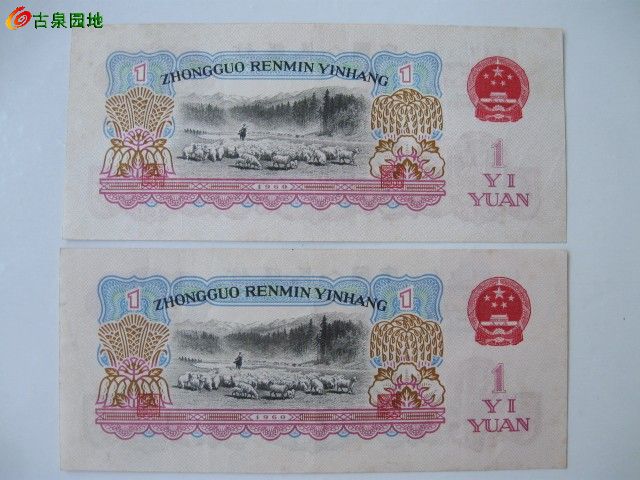 古泉园地
ZHONGGUO RENMIN YINHANG
1
1
1960
1
YI
YUAN
ZHONGGUO RENMIN YINHANG
1
1
1960
1
YI
YUAN